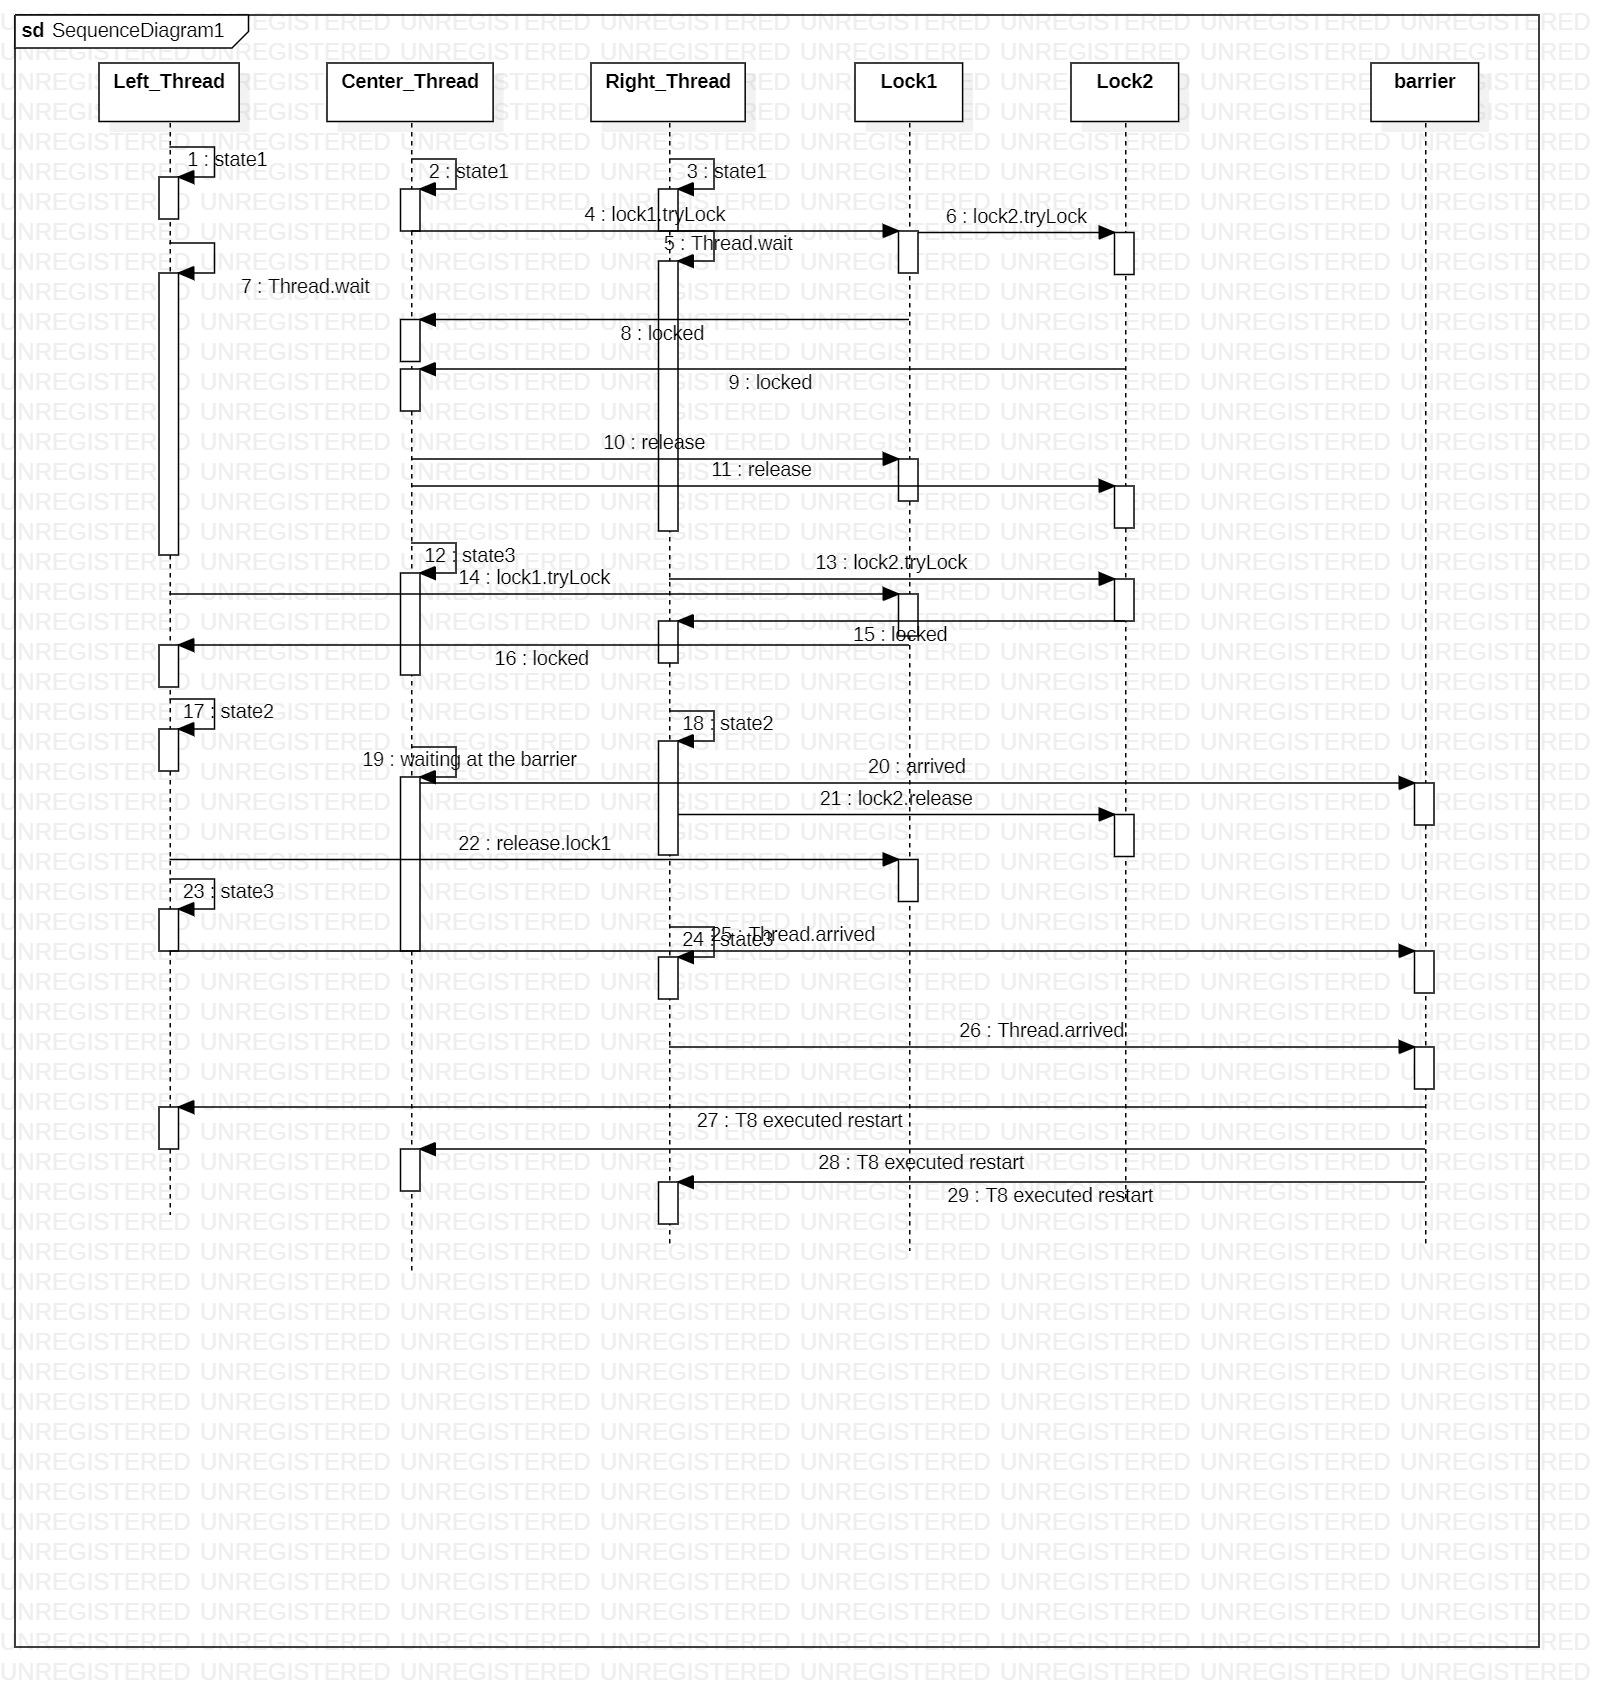 sd SequenceDiagram1
Left_Thread
Center_Thread
Right_Thread
Lock1
Lock2
barrier
1 : state1
2 : state1
3 : state1
4 : lock1.tryLock
6 : lock2.tryLock
5 : Thread.wait
7 : Thread.wait
8 : locked
9 : locked
10 : release
11 : release
12 : state3
13 : lock2.tryLock
14 : lock1.tryLock
15 : locked
16 : locked
17 : state2
18 : state2
19 : waiting at the barrier
20 : arrived
21 : lock2.release
22 : release.lock1
23 : state3
24 : state3
25 : Thread.arrived
26 : Thread.arrived
27 : T8 executed restart
28 : T8 executed restart
29 : T8 executed restart
UNREGISTERED